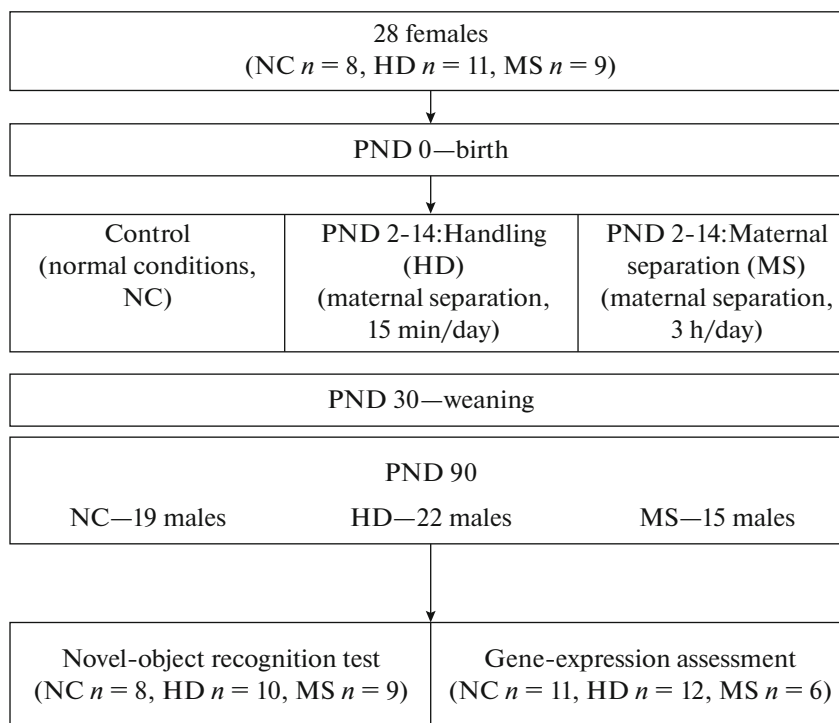 28 females
(NC n = 8, HD n = 11, MS n = 9)
PND 0—birth
Control
(normal conditions,
NC)
PND 2-14:Handling
(HD)
(maternal separation,
15 min/day)
PND 2-14:Maternal
separation (MS)
(maternal separation,
3 h/day)
PND 30—weaning
PND 90
NC—19 males
HD—22 males
MS—15 males
Novel-object recognition test
(NC n = 8, HD n = 10, MS n = 9)
Gene-expression assessment
(NC n = 11, HD n = 12, MS n = 6)